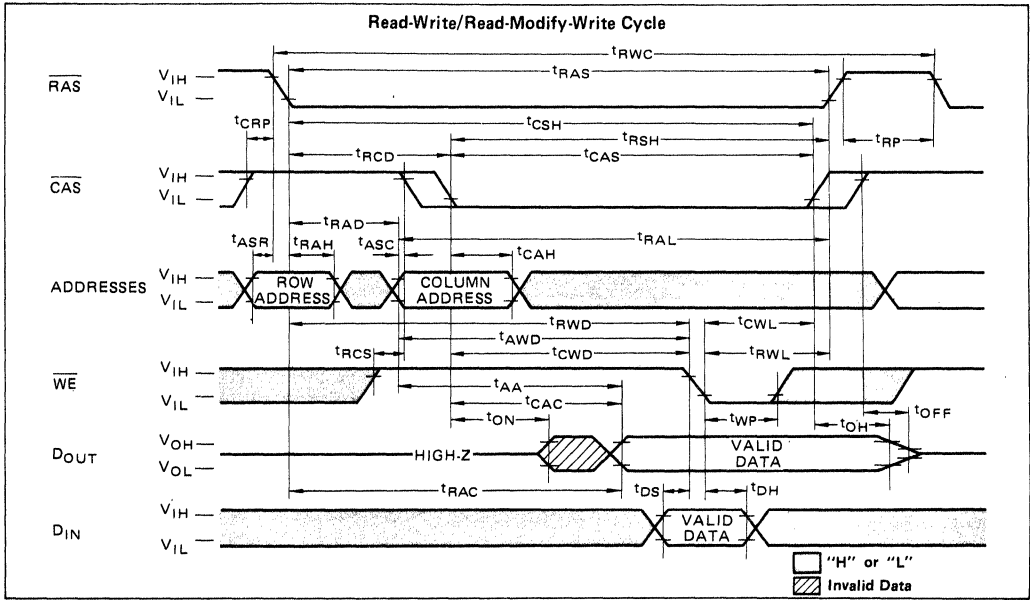 Read-Write/Read-Modify-Write Cycle
tRWC
RAS
VIH
VIL
tRAS
tCRP
tCSH
tRSH
tRP
tRCD
tCAS
CAS
VIH
VIL
tRAD
tRAL
tASR
tRAH
tASC
tCAH
ADDRESSES
VIH
VIL
ROW ADDRESS
COLUMN ADDRESS
tRWD
tCWL
tAWD
tRCS
tCWD
tRWL
WE
VIH
VIL
tAA
tCAC
tON
tWP
tOH
tOFF
DOUT
VOH
VOL
HIGH-Z
VALID DATA
tRAC
tDS
tDH
DIN
VIH
VIL
VALID DATA
"H" or "L"
Invalid Data